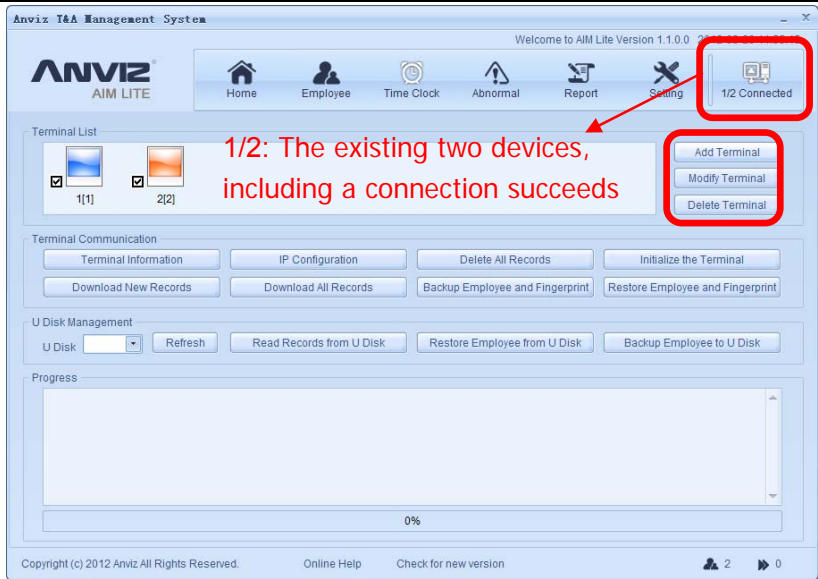 Anviz T&A Management System
Welcome to AIM Lite Version 1.1.0.0
ANVIZ
AIM LITE
Home
Employee
Time Clock
Abnormal
Report
Setting
1/2 Connected
Terminal List
1/2: The existing two devices,
including a connection succeeds
1[1]
2[2]
Add Terminal
Modify Terminal
Delete Terminal
Terminal Communication
Terminal Information
IP Configuration
Delete All Records
Initialize the Terminal
Download New Records
Download All Records
Backup Employee and Fingerprint
Restore Employee and Fingerprint
U Disk Management
U Disk
Refresh
Read Records from U Disk
Restore Employee from U Disk
Backup Employee to U Disk
Progress
0%
Copyright (c) 2012 Anviz All Rights Reserved.
Online Help
Check for new version
2
0